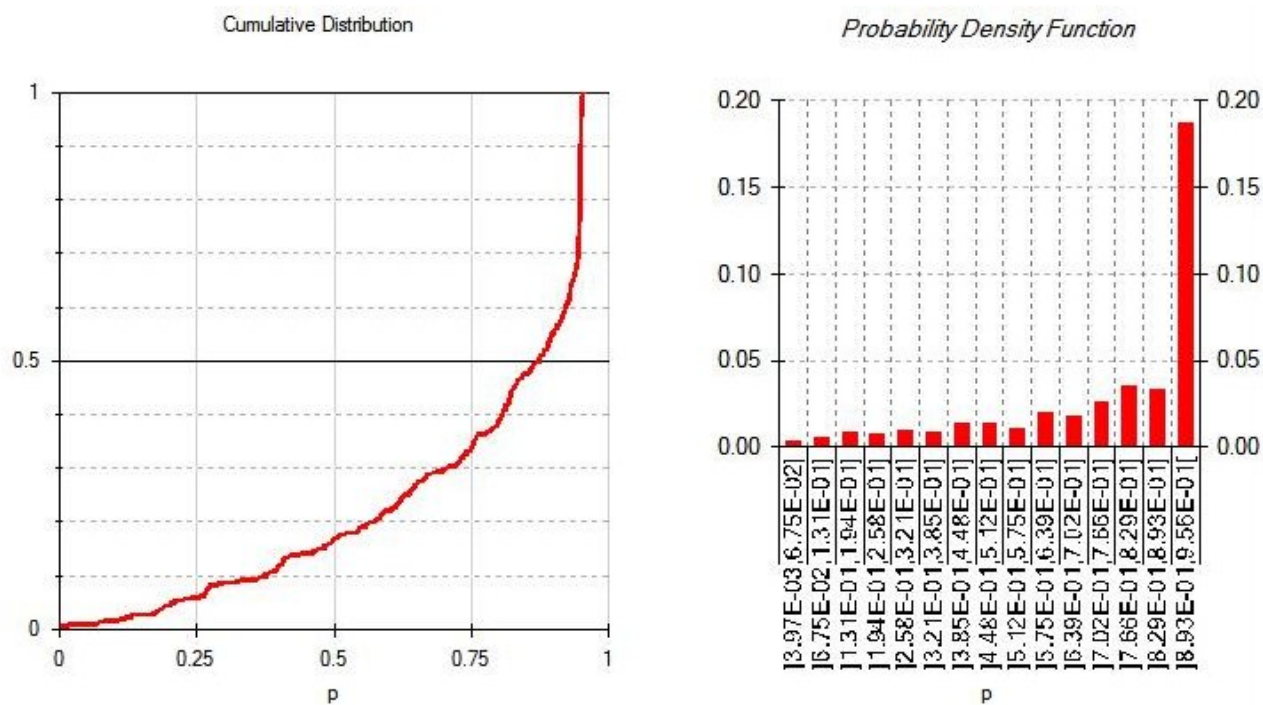 Cumulative Distribution
1
0.5
0
0
0.25
0.5
0.75
1
p
Probability Density Function
0.20
0.15
0.10
0.05
0.00
0.20
0.15
0.10
0.05
0.00
]3.97E-03,6.75E-02]
]6.75E-02,1.31E-01]
]1.31E-01,1.94E-01]
]1.94E-01,2.58E-01]
]2.58E-01,3.21E-01]
]3.21E-01,3.85E-01]
]3.85E-01,4.48E-01]
]4.48E-01,5.12E-01]
]5.12E-01,5.75E-01]
]5.75E-01,6.39E-01]
]6.39E-01,7.02E-01]
]7.02E-01,7.66E-01]
]7.66E-01,8.29E-01]
]8.29E-01,8.93E-01]
]8.93E-01,9.56E-01[
p